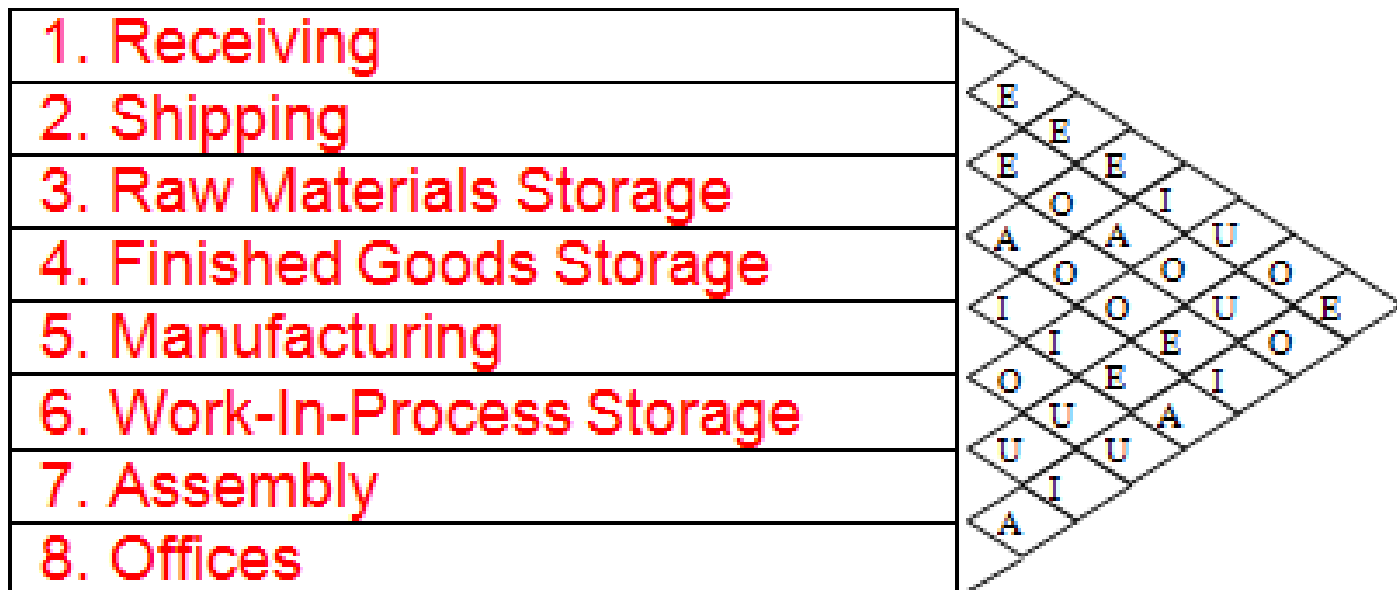 1. Receiving
2. Shipping
3. Raw Materials Storage
4. Finished Goods Storage
5. Manufacturing
6. Work-In-Process Storage
7. Assembly
8. Offices
E
E
E E
O I
A A U
O O O
I O U E
I E O
O E I
U A
U U
I
A